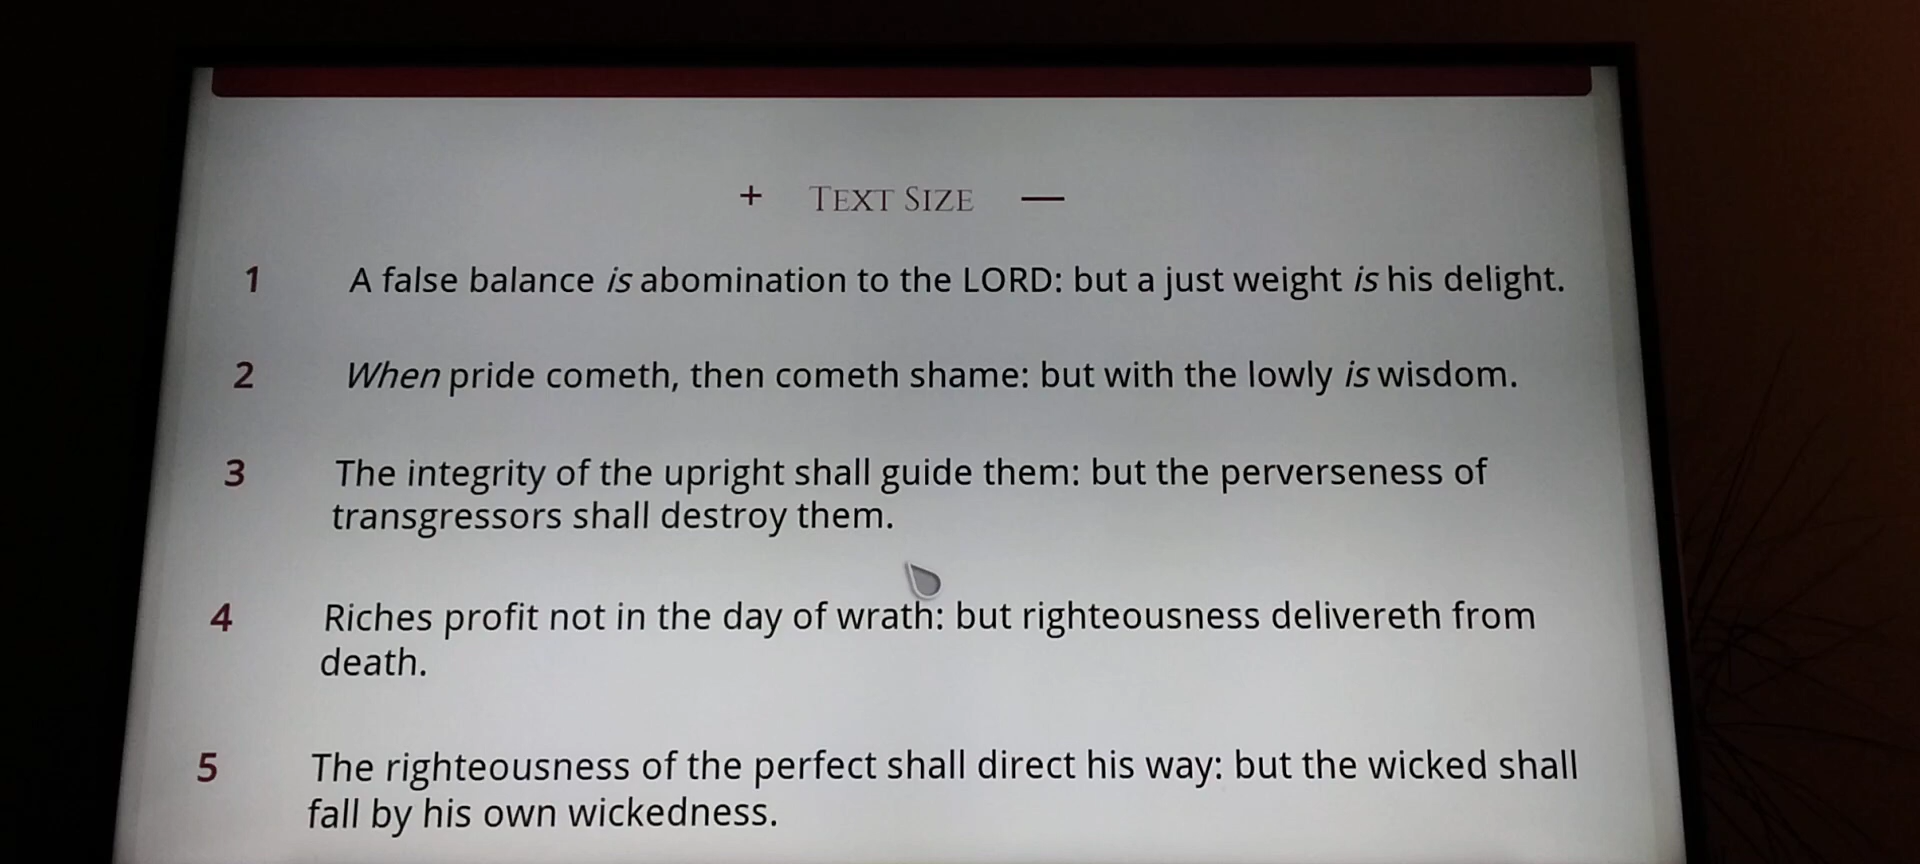 + TEXT SIZE —
1 A false balance is abomination to the LORD: but a just weight is his delight.
2 When pride cometh, then cometh shame: but with the lowly is wisdom.
3 The integrity of the upright shall guide them: but the perverseness of
transgressors shall destroy them.
4 Riches profit not in the day of wrath: but righteousness delivereth from
death.
5 The righteousness of the perfect shall direct his way: but the wicked shall
fall by his own wickedness.